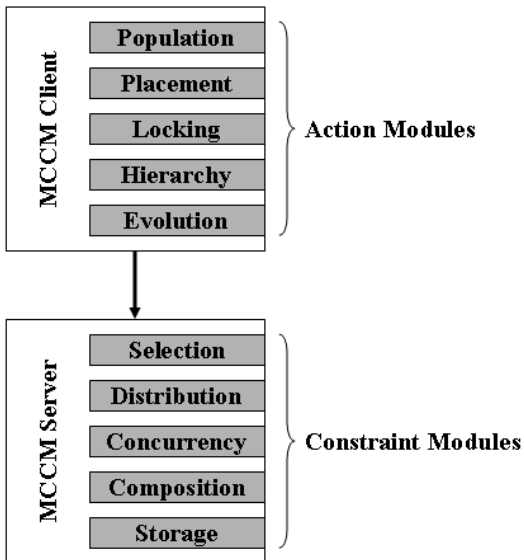 MCCM Client
Population
Placement
Locking
Hierarchy
Evolution
Action Modules
MCCM Server
Selection
Distribution
Concurrency
Composition
Storage
Constraint Modules